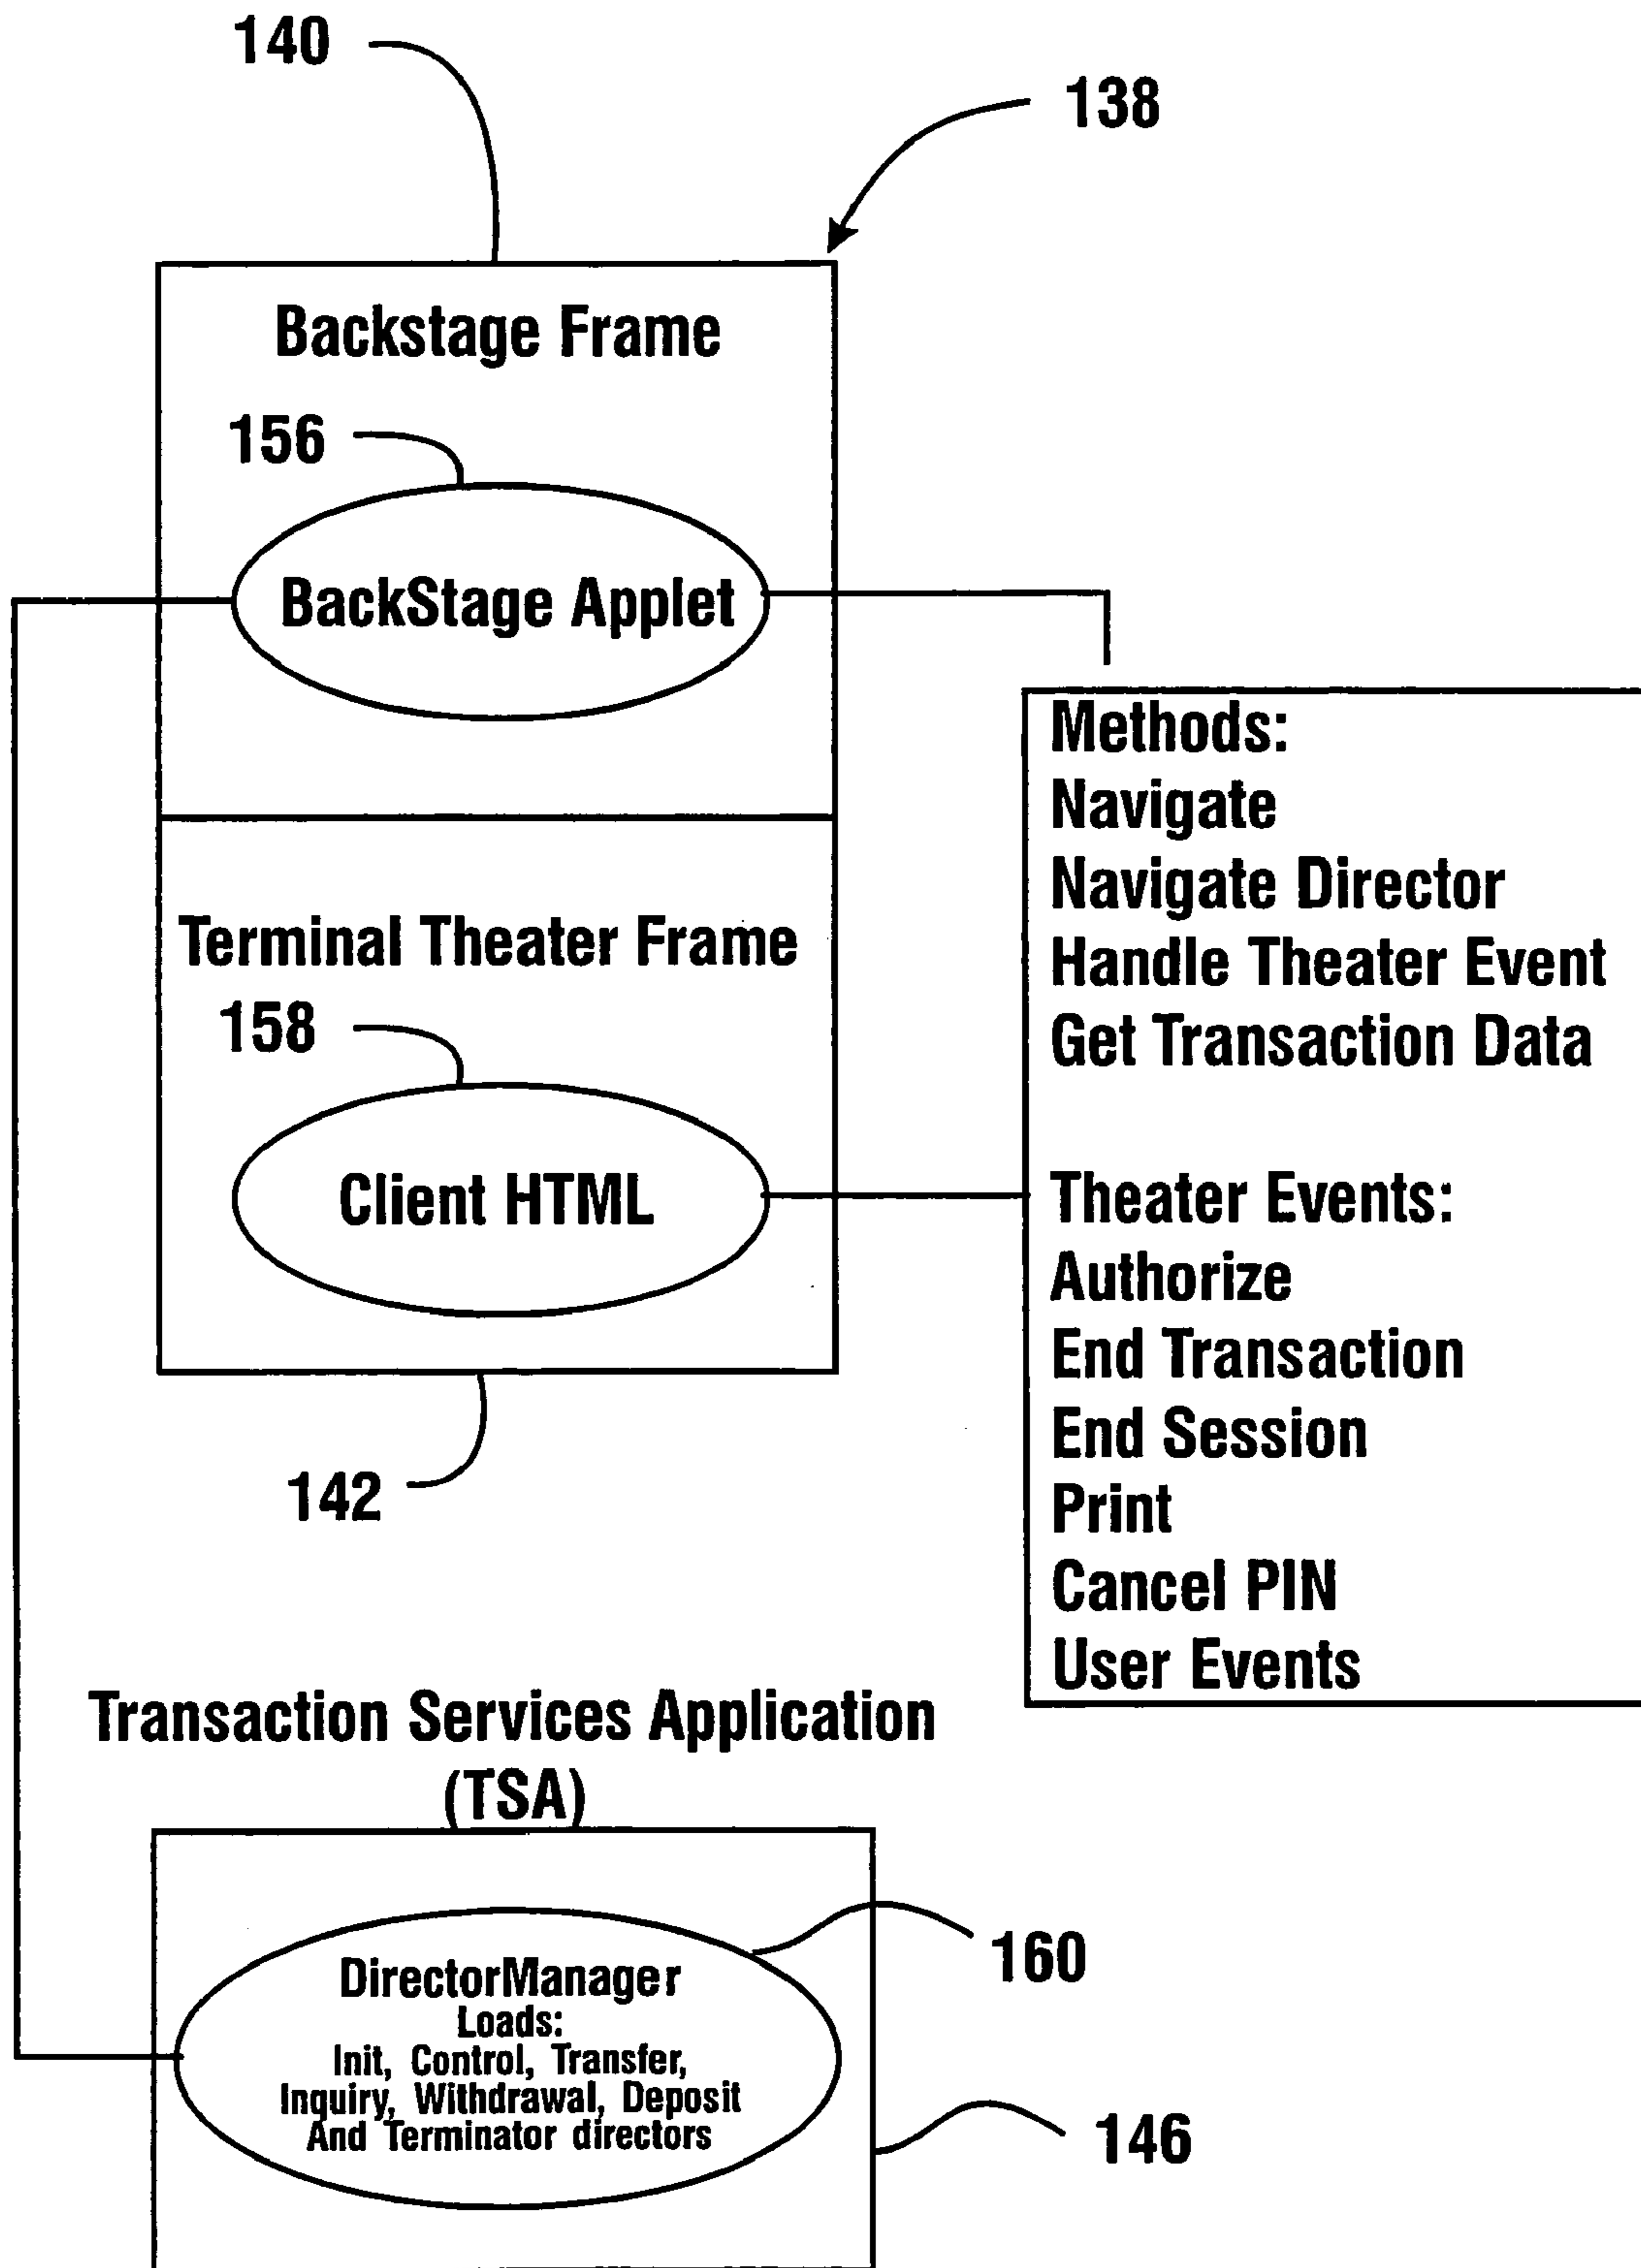 140
138
Backstage Frame
156
BackStage Applet
Methods:
Navigate
Navigate Director
Handle Theater Event
Get Transaction Data
Terminal Theater Frame
158
Client HTML
Theater Events:
Authorize
End Transaction
End Session
Print
Cancel PIN
User Events
142
Transaction Services Application
(TSA)
160
DirectorManager
Loads:
Init, Control, Transfer,
Inquiry, Withdrawal, Deposit
And Terminator directors
146